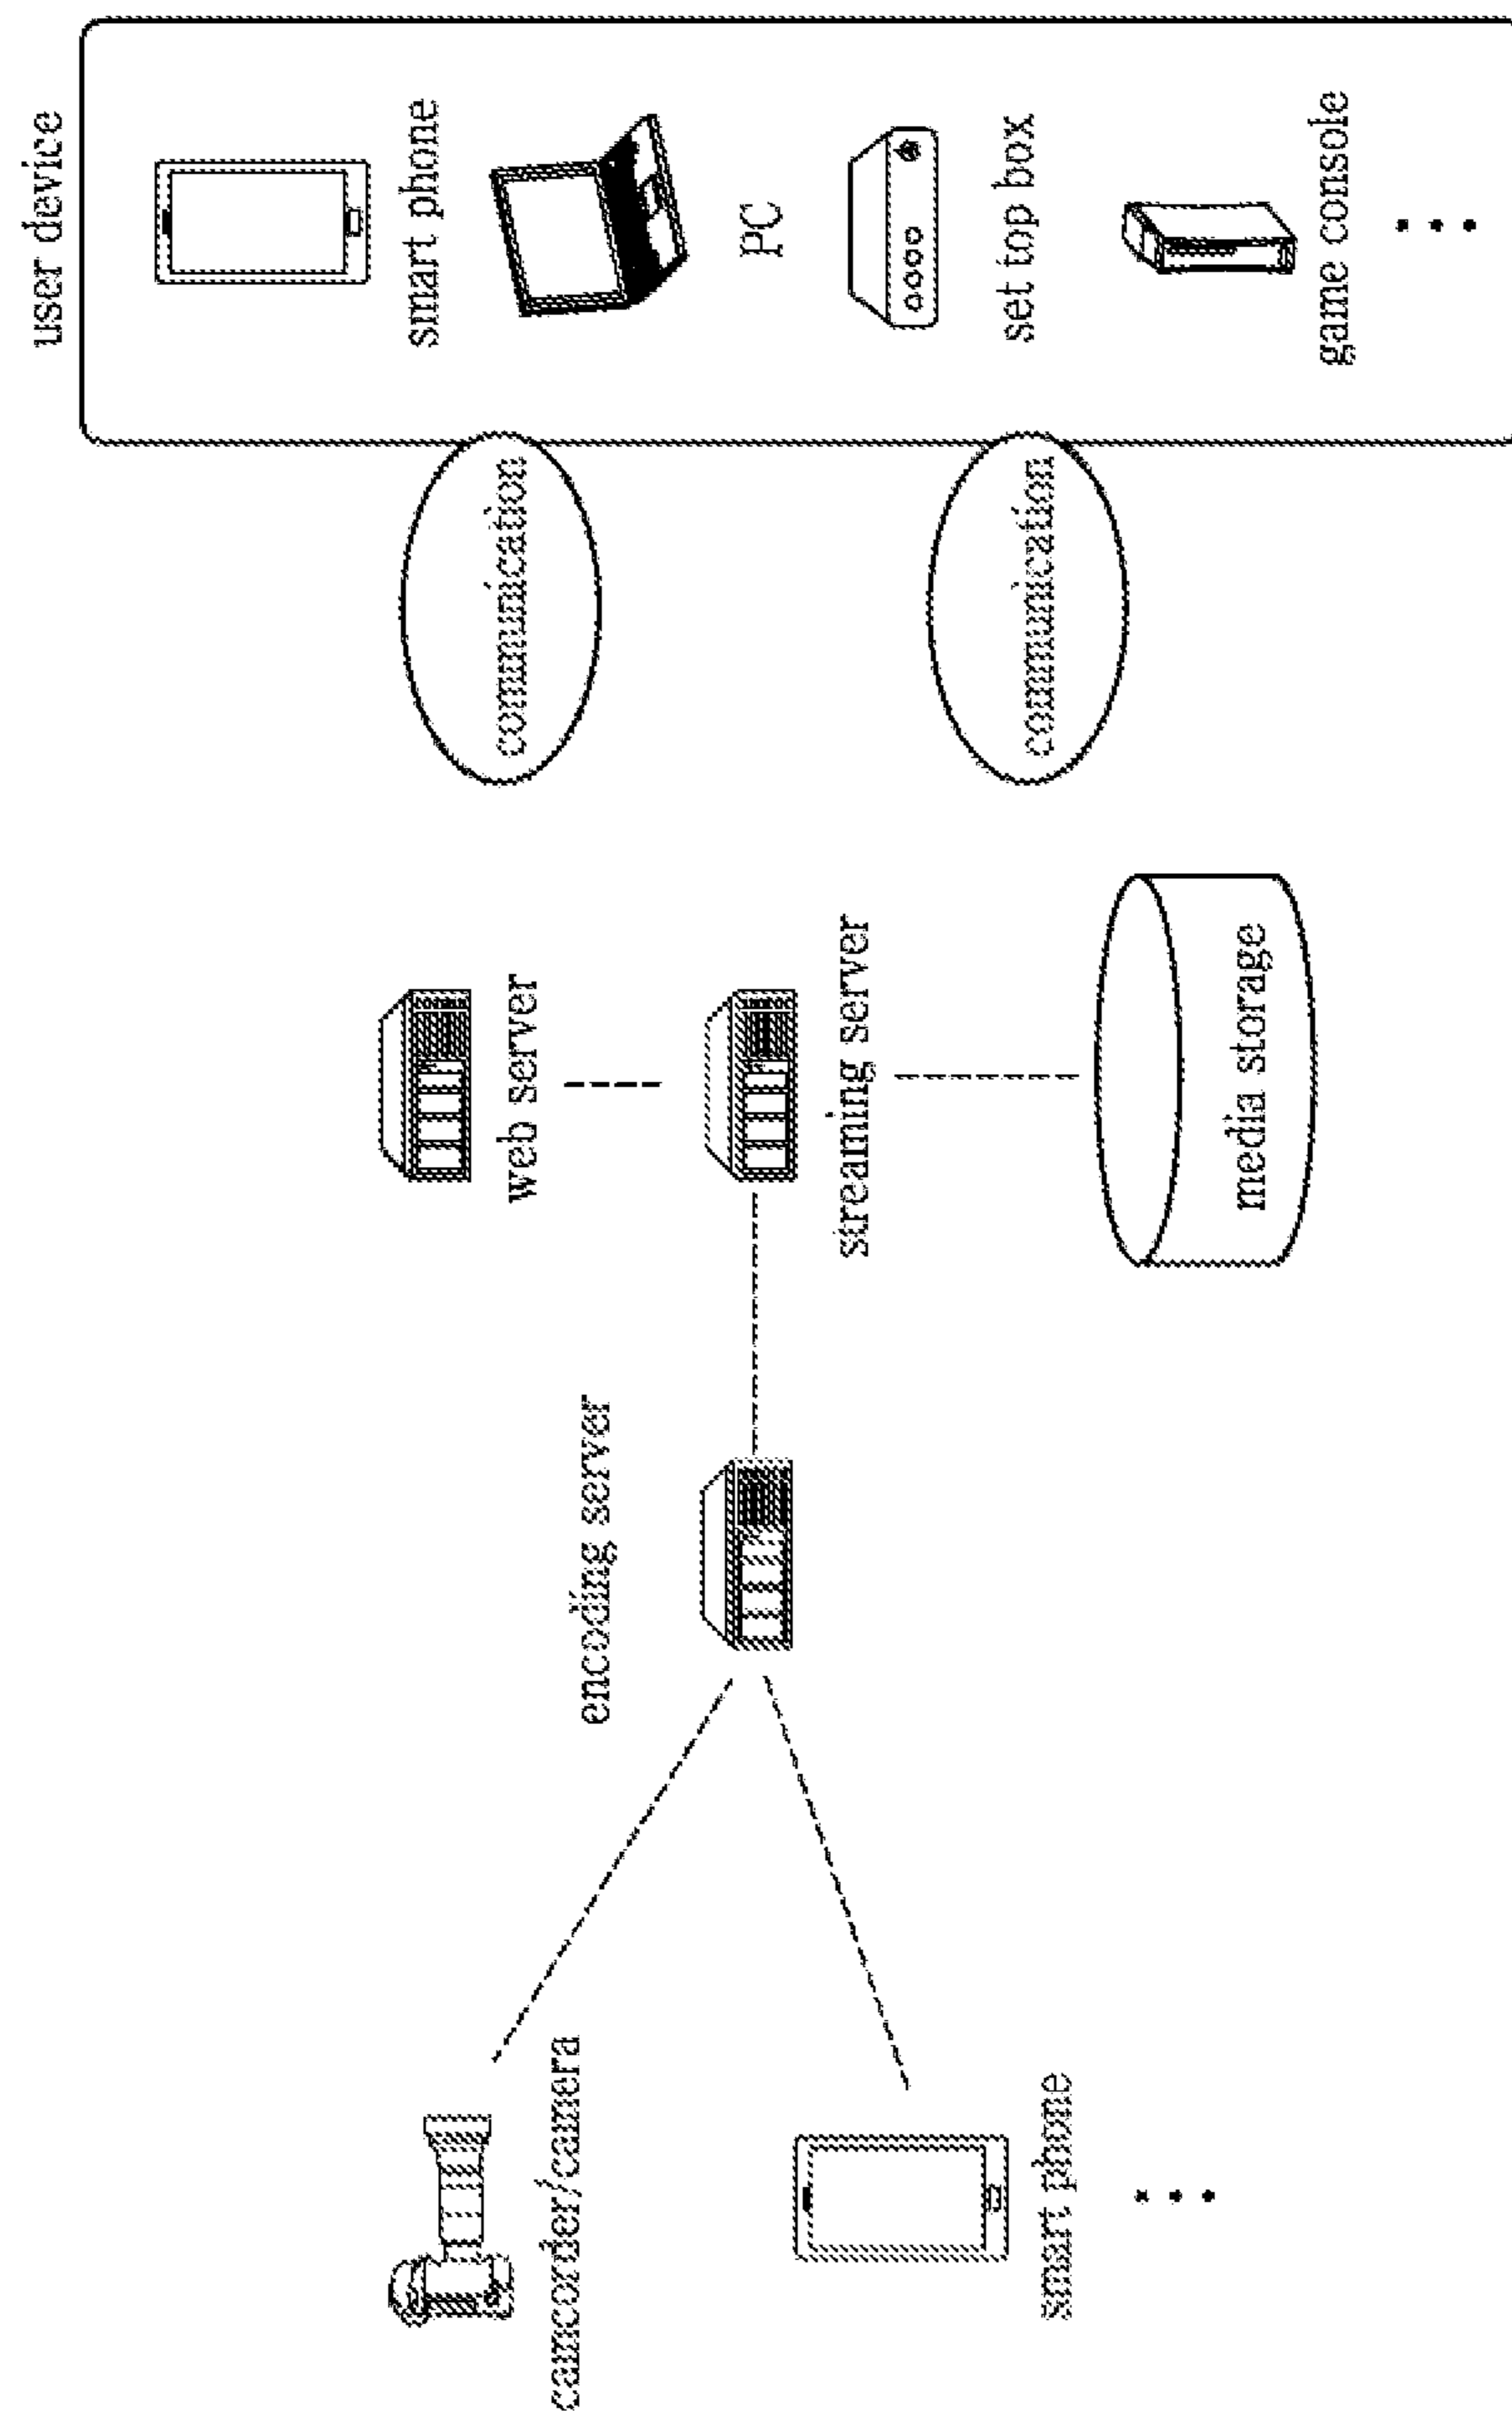 user device
smart phone
PC
set top box
game console
communication
communication
web server
streaming server
media storage
encoding server
camcorder/camera
smart phone